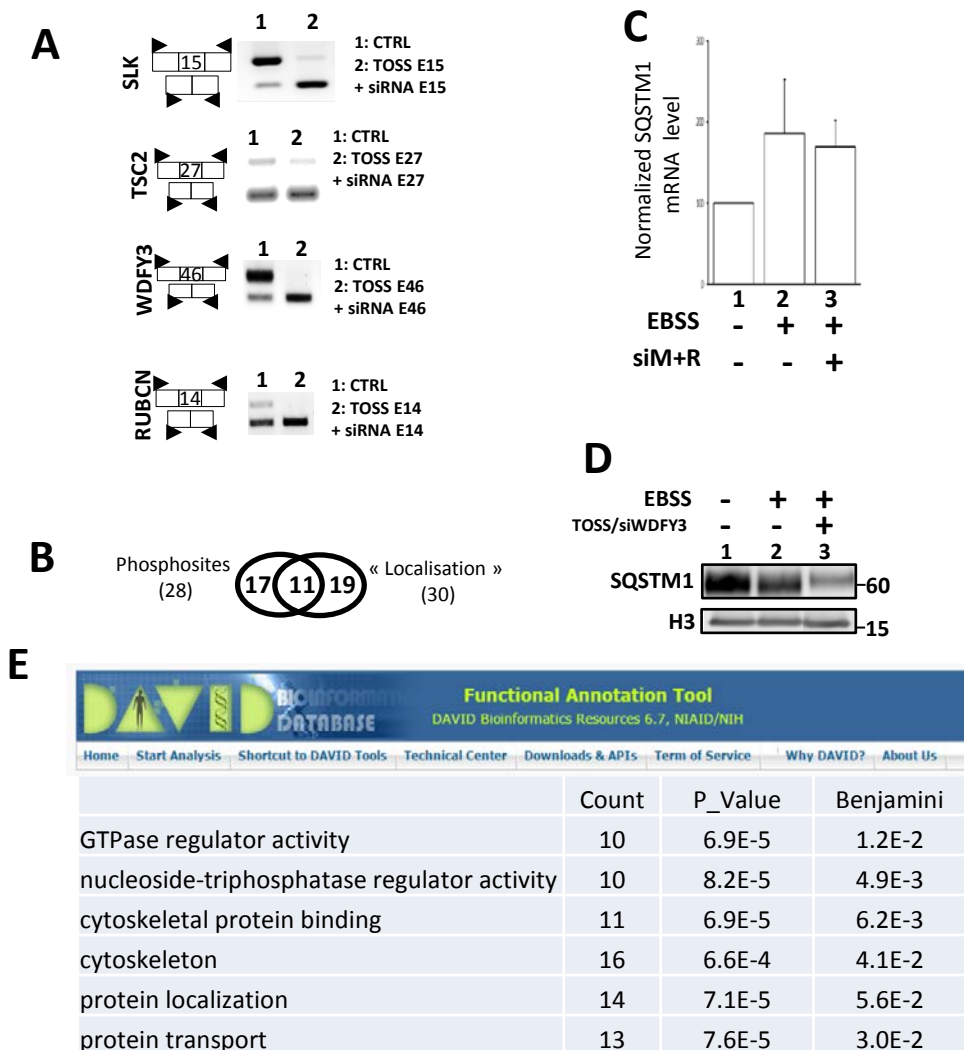 A
1 2
SLK
15
1: CTRL
2: TOSS E15
+ siRNA E15
1 2
TSC2
27
1: CTRL
2: TOSS E27
+ siRNA E27
1 2
WDFY3
46
1: CTRL
2: TOSS E46
+ siRNA E46
1 2
RUBCN
14
1: CTRL
2: TOSS E14
+ siRNA E14
B
Phosphosites
(28)
17 11 19
« Localisation »
(30)
C
Normalized SQSTM1
mRNA level
300
200
100
0
1 2 3
EBSS - + +
siM+R - - +
D
EBSS - + +
TOSS/siWDFY3 - - +
1 2 3
SQSTM1
-60
H3
-15
E
DAVID BIOINFORMATI
DATABASE
Functional Annotation Tool
DAVID Bioinformatics Resources 6.7, NIAID/NIH
Home Start Analysis Shortcut to DAVID Tools Technical Center Downloads & APIs Term of Service Why DAVID? About Us
Count P_Value Benjamini
GTPase regulator activity 10 6.9E-5 1.2E-2
nucleoside-triphosphatase regulator activity 10 8.2E-5 4.9E-3
cytoskeletal protein binding 11 6.9E-5 6.2E-3
cytoskeleton 16 6.6E-4 4.1E-2
protein localization 14 7.1E-5 5.6E-2
protein transport 13 7.6E-5 3.0E-2